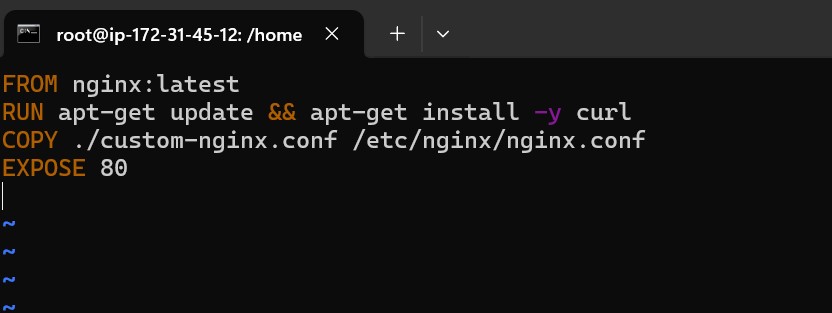 root@ip-172-31-45-12: /home
FROM nginx:latest
RUN apt-get update && apt-get install -y curl
COPY ./custom-nginx.conf /etc/nginx/nginx.conf
EXPOSE 80
~
~
~
~